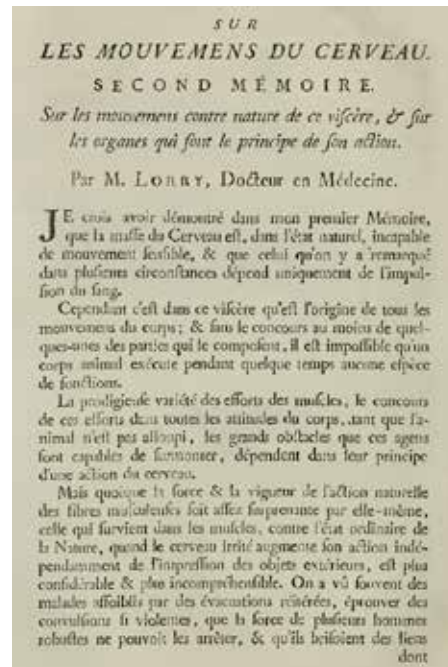 SUR
LES MOUVEMENS DU CERVEAU.
SECOND MÉMOIRE.
Sur les mouvemens contre nature de ce viscère, & sur
les organes qui sont le principe de son action.
Par M. LORRY, Docteur en Médecine.
JE crois avoir démontré dans mon premier Mémoire,
que la masse du Cerveau est, dans l'état naturel, incapable
de mouvement sensible, & que celui qu'on y a remarqué
dans plusieurs circonstances dépend uniquement de l'impul-
sion du sang.
Cependant c'est dans ce viscère qu'est l'origine de tous les
mouvemens du corps; & sans le concours au moins de quel-
ques-unes des parties qui le composent, il est impossible qu'un
corps animal exécute pendant quelque temps aucune espèce
de fonctions.
La prodigieuse variété des efforts des muscles, le concours
de ces efforts dans toutes les attitudes du corps, tant que l'a-
nimal n'est pas assoupi, les grands obstacles que ces agens
sont capables de surmonter, dépendent dans leur principe
d'une action du cerveau.
Mais quoique la force & la vigueur de l'action naturelle
des fibres musculeuses soit assez surprenante par elle-même,
celle qui survient dans les muscles, contre l'état ordinaire de
la Nature, quand le cerveau irrité augmente son action indé-
pendamment de l'impression des objets extérieurs, est plus
considérable & plus incompréhensible. On a vû souvent des
malades affoiblis par des évacuations réitérées, éprouver des
convulsions si violentes, que la force de plusieurs hommes
robustes ne pouvoit les arrêter, & qu'ils brisoient des liens
dont